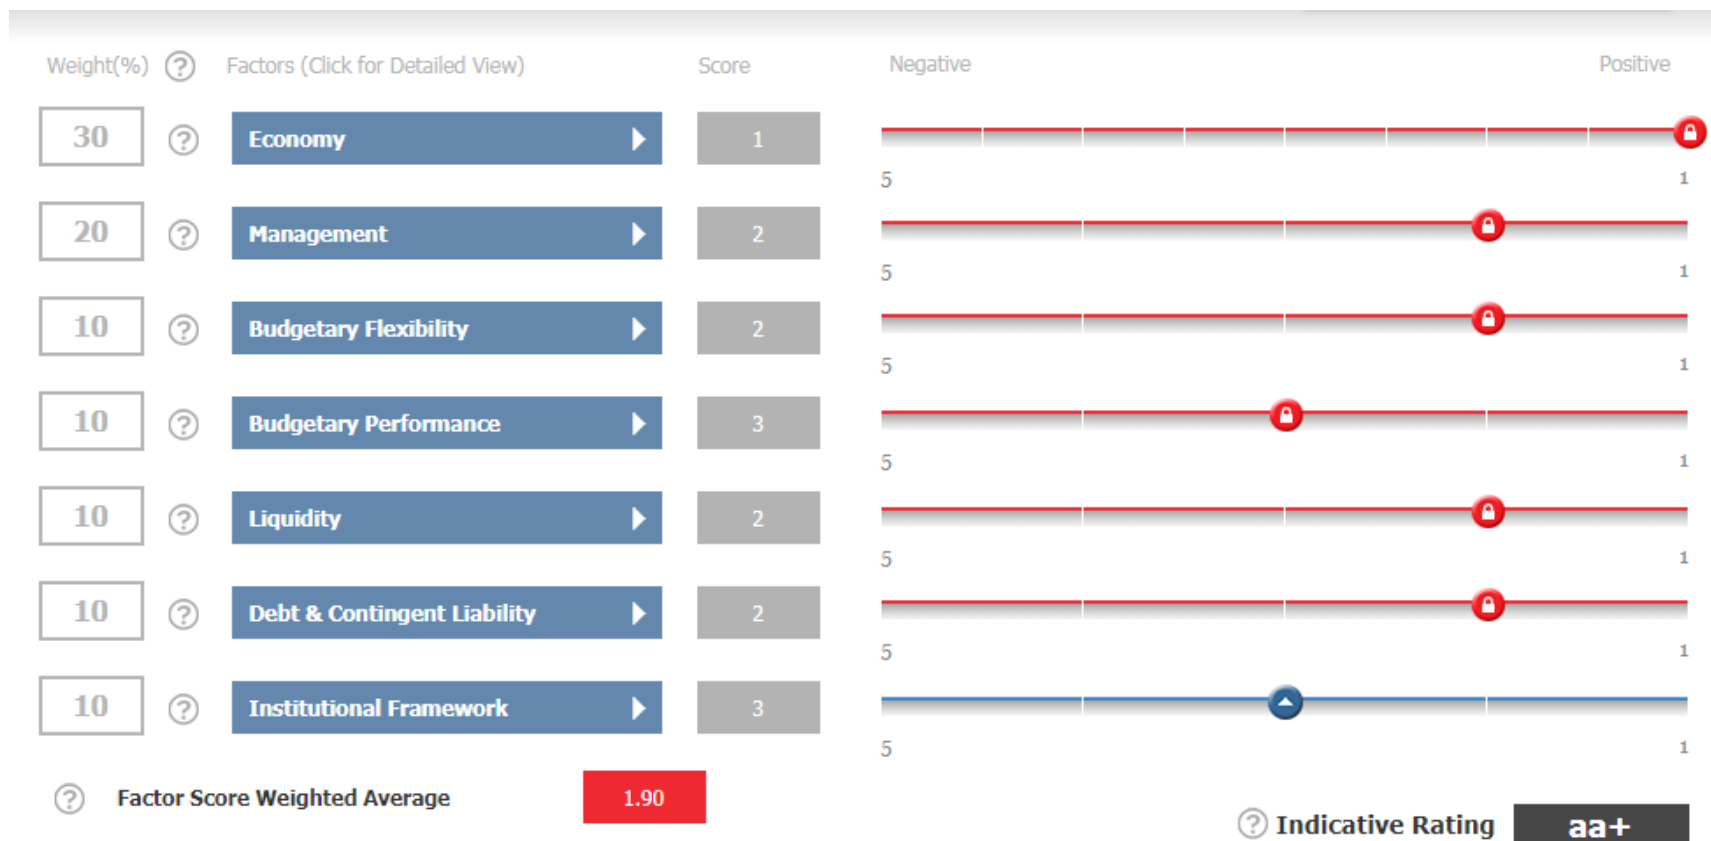 Weight(%) ? Factors (Click for Detailed View) Score Negative Positive
30 ? Economy 1
5 1
20 ? Management 2
5 1
10 ? Budgetary Flexibility 2
5 1
10 ? Budgetary Performance 3
5 1
10 ? Liquidity 2
5 1
10 ? Debt & Contingent Liability 2
5 1
10 ? Institutional Framework 3
5 1
? Factor Score Weighted Average 1.90
? Indicative Rating aa+